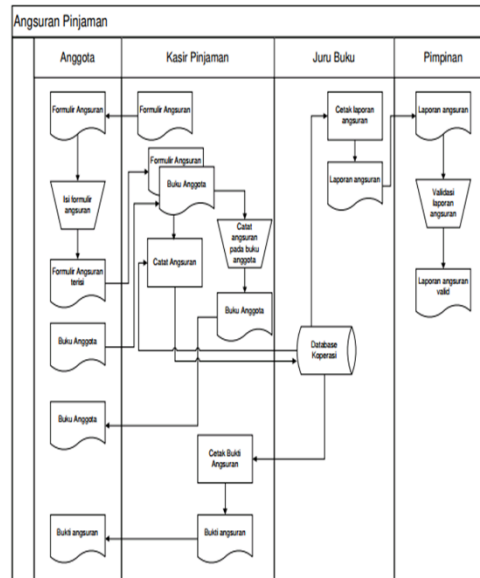 Angsuran Pinjaman
Anggota
Kasir Pinjaman
Juru Buku
Pimpinan
Formulir Angsuran
Formulir Angsuran
Cetak laporan
angsuran
Laporan angsuran
Formulir Angsuran
Buku Anggota
Laporan angsuran
Isi formulir
angsuran
Catat
angsuran
pada buku
anggota
Validasi
laporan
angsuran
Formulir Angsuran
terisi
Catat Angsuran
Laporan angsuran
valid
Buku Anggota
Buku Anggota
Database
Koperasi
Buku Anggota
Cetak Bukti
Angsuran
Bukti angsuran
Bukti angsuran